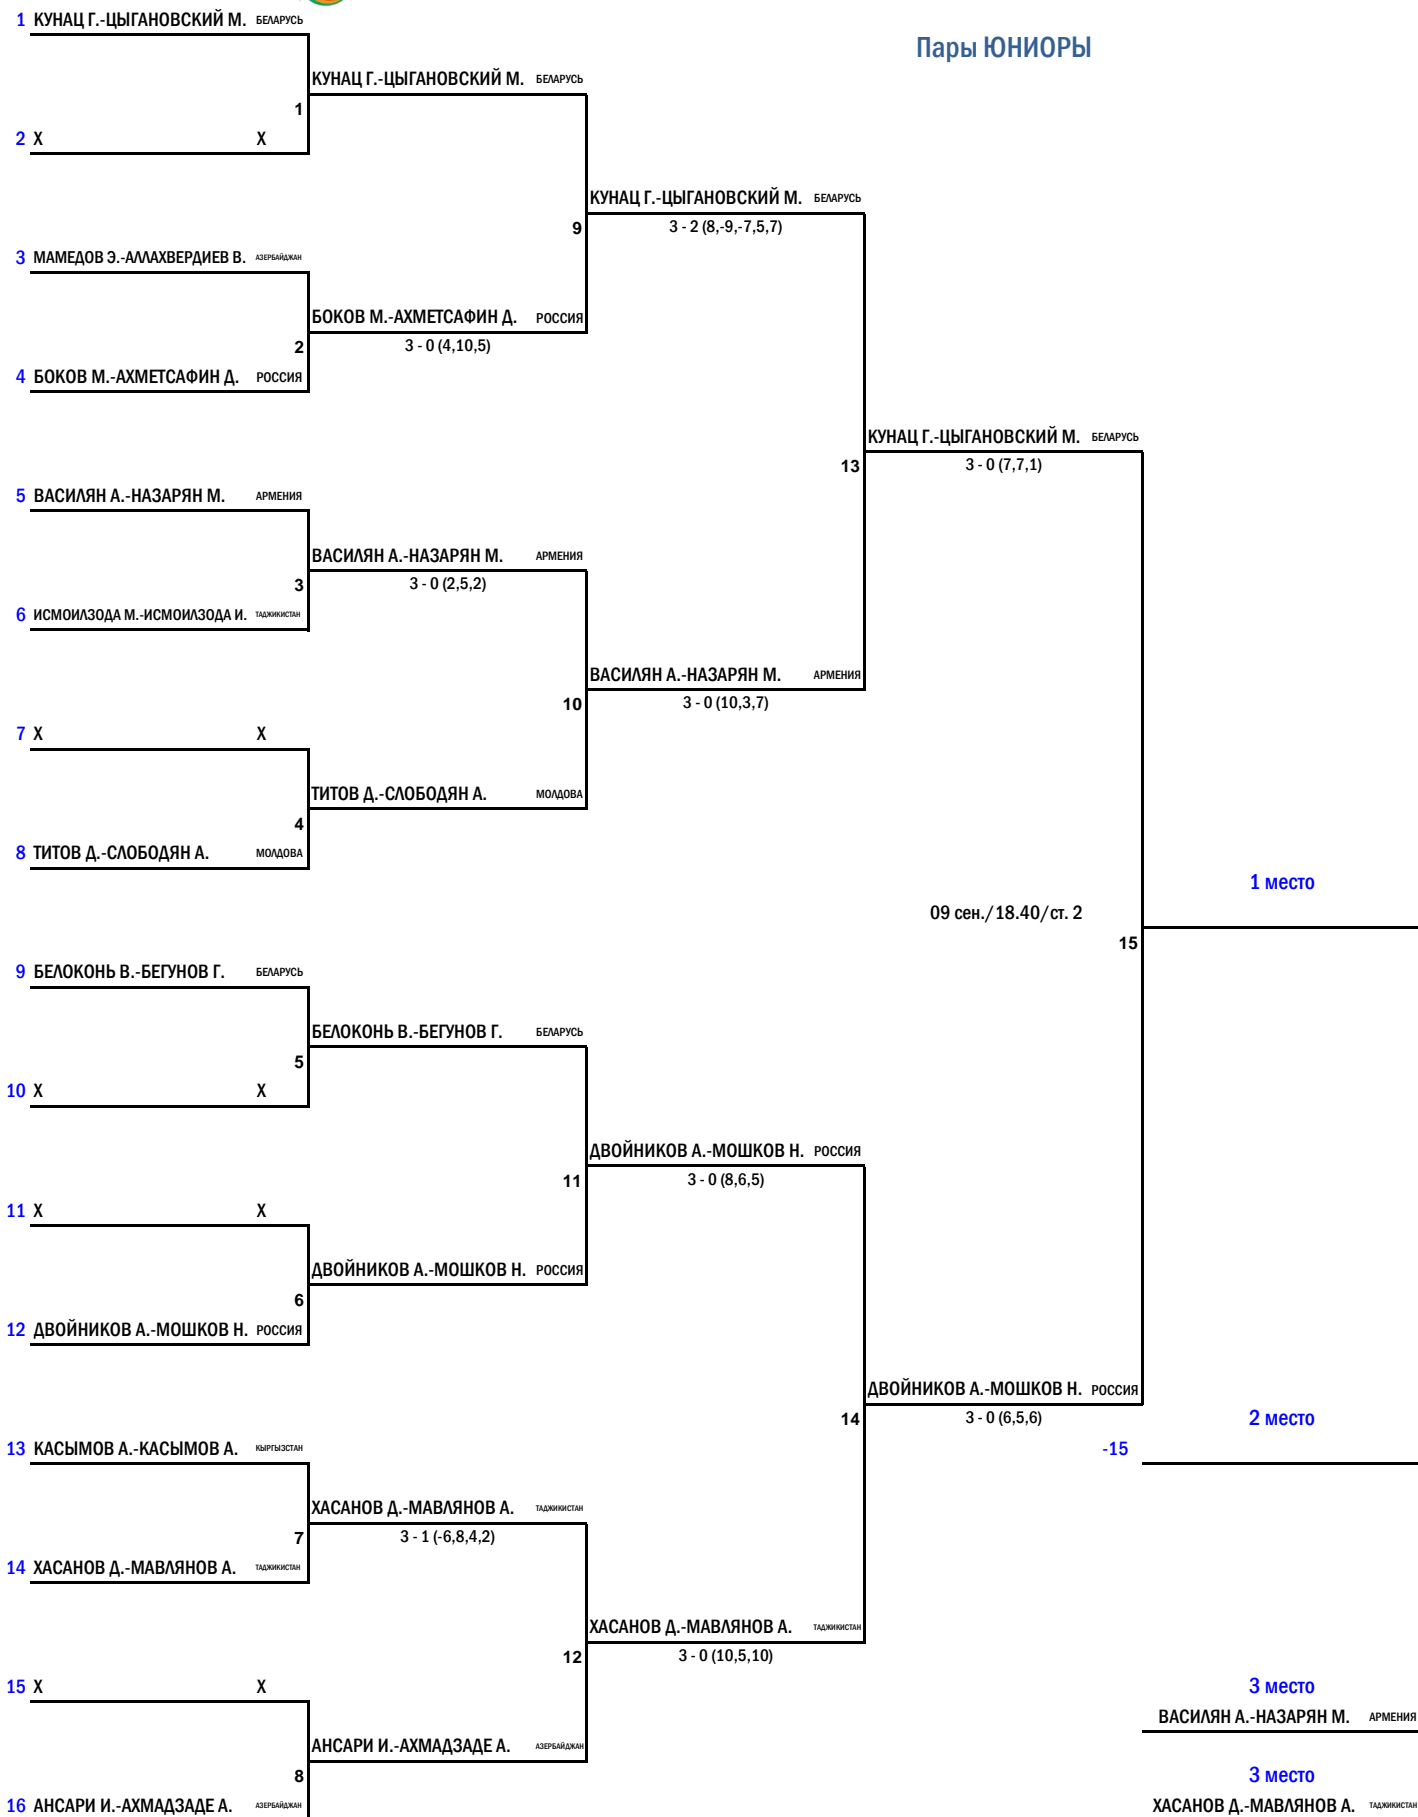 1 КУНАЦ Г.-ЦЫГАНОВСКИЙ М. БЕЛАРУСЬ
Пары ЮНИОРЫ
КУНАЦ Г.-ЦЫГАНОВСКИЙ М. БЕЛАРУСЬ
1
2 X X
КУНАЦ Г.-ЦЫГАНОВСКИЙ М. БЕЛАРУСЬ
9 3 - 2 (8,-9,-7,5,7)
3 МАМЕДОВ Э.-АЛЛАХВЕРДИЕВ В. АЗЕРБАЙДЖАН
БОКОВ М.-АХМЕТСАФИН Д. РОССИЯ
2 3 - 0 (4,10,5)
4 БОКОВ М.-АХМЕТСАФИН Д. РОССИЯ
КУНАЦ Г.-ЦЫГАНОВСКИЙ М. БЕЛАРУСЬ
13 3 - 0 (7,7,1)
5 ВАСИЛЯН А.-НАЗАРЯН М. АРМЕНИЯ
ВАСИЛЯН А.-НАЗАРЯН М. АРМЕНИЯ
3 3 - 0 (2,5,2)
6 ИСМОИЛЗОДА М.-ИСМОИЛЗОДА И. ТАДЖИКИСТАН
ВАСИЛЯН А.-НАЗАРЯН М. АРМЕНИЯ
10 3 - 0 (10,3,7)
7 X X
ТИТОВ Д.-СЛОБОДЯН А. МОЛДОВА
4
8 ТИТОВ Д.-СЛОБОДЯН А. МОЛДОВА
1 место
09 сен./18.40/ст. 2
15
9 БЕЛОКОНЬ В.-БЕГУНОВ Г. БЕЛАРУСЬ
БЕЛОКОНЬ В.-БЕГУНОВ Г. БЕЛАРУСЬ
5
10 X X
ДВОЙНИКОВ А.-МОШКОВ Н. РОССИЯ
11 3 - 0 (8,6,5)
11 X X
ДВОЙНИКОВ А.-МОШКОВ Н. РОССИЯ
6
12 ДВОЙНИКОВ А.-МОШКОВ Н. РОССИЯ
ДВОЙНИКОВ А.-МОШКОВ Н. РОССИЯ
14 3 - 0 (6,5,6)
2 место
13 КАСЫМОВ А.-КАСЫМОВ А. КЫРГЫЗСТАН
-15
ХАСАНОВ Д.-МАВЛЯНОВ А. ТАДЖИКИСТАН
7 3 - 1 (-6,8,4,2)
14 ХАСАНОВ Д.-МАВЛЯНОВ А. ТАДЖИКИСТАН
ХАСАНОВ Д.-МАВЛЯНОВ А. ТАДЖИКИСТАН
12 3 - 0 (10,5,10)
15 X X
3 место
ВАСИЛЯН А.-НАЗАРЯН М. АРМЕНИЯ
АНСАРИ И.-АХМАДЗАДЕ А. АЗЕРБАЙДЖАН
8
3 место
16 АНСАРИ И.-АХМАДЗАДЕ А. АЗЕРБАЙДЖАН
ХАСАНОВ Д.-МАВЛЯНОВ А. ТАДЖИКИСТАН